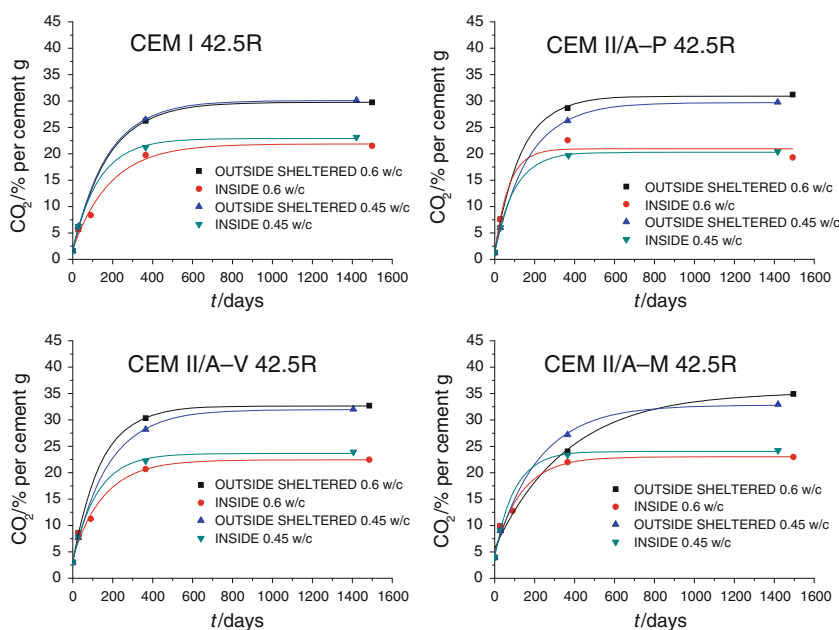 CEM I 42.5R
45
40
35
30
25
20
15
10
5
0
CO2/% per cement g
OUTSIDE SHELTERED 0.6 w/c
INSIDE 0.6 w/c
OUTSIDE SHELTERED 0.45 w/c
INSIDE 0.45 w/c
0 200 400 600 800 1000 1200 1400 1600
t/days
CEM II/A–P 42.5R
45
40
35
30
25
20
15
10
5
0
CO2/% per cement g
OUTSIDE SHELTERED 0.6 w/c
INSIDE 0.6 w/c
OUTSIDE SHELTERED 0.45 w/c
INSIDE 0.45 w/c
0 200 400 600 800 1000 1200 1400 1600
t/days
CEM II/A–V 42.5R
45
40
35
30
25
20
15
10
5
0
CO2/% per cement g
OUTSIDE SHELTERED 0.6 w/c
INSIDE 0.6 w/c
OUTSIDE SHELTERED 0.45 w/c
INSIDE 0.45 w/c
0 200 400 600 800 1000 1200 1400 1600
t/days
CEM II/A–M 42.5R
45
40
35
30
25
20
15
10
5
0
CO2/% per cement g
OUTSIDE SHELTERED 0.6 w/c
INSIDE 0.6 w/c
OUTSIDE SHELTERED 0.45 w/c
INSIDE 0.45 w/c
0 200 400 600 800 1000 1200 1400 1600
t/days